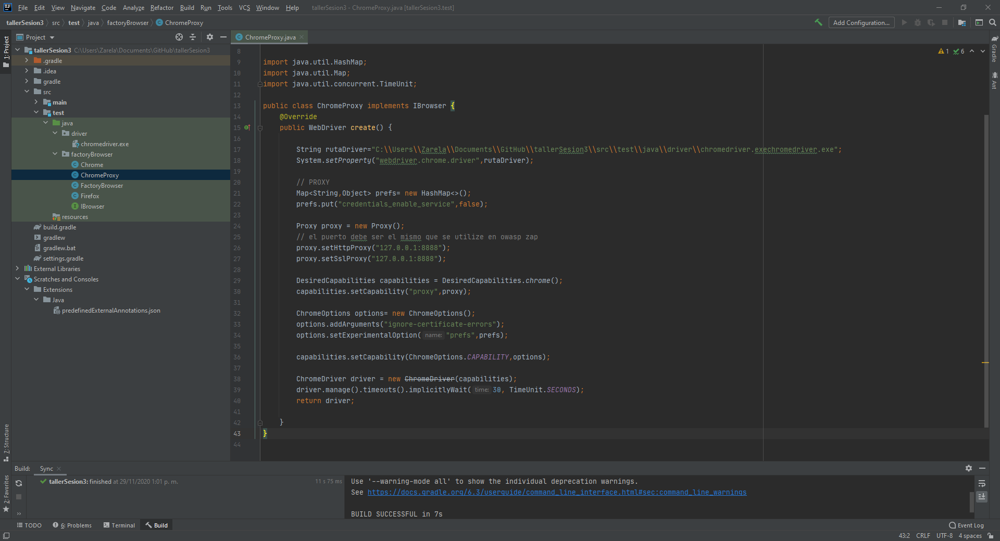 File Edit View Navigate Code Analyze Refactor Build Run Tools VCS Window Help tallerSesion3 - ChromeProxy.java [tallerSesion3.test]
tallerSesion3 src test java factoryBrowser ChromeProxy Add Configuration...
Project
ChromeProxy.java
1: Project
7: Structure
2: Favorites
tallerSesion3 C:\Users\Zarela\Documents\GitHub\tallerSesion3
.gradle
.idea
gradle
src
main
test
java
driver
chromedriver.exe
factoryBrowser
Chrome
ChromeProxy
FactoryBrowser
Firefox
IBrowser
resources
build.gradle
gradlew
gradlew.bat
settings.gradle
External Libraries
Scratches and Consoles
Extensions
Java
predefinedExternalAnnotations.json
1 6
Gradle
Ant
8
9 import java.util.HashMap;
10 import java.util.Map;
11 import java.util.concurrent.TimeUnit;
12
13 public class ChromeProxy implements IBrowser {
14 @Override
15 public WebDriver create() {
16
17 String rutaDriver="C:\\Users\\Zarela\\Documents\\GitHub\\tallerSesion3\\src\\test\\java\\driver\\chromedriver.exechromedriver.exe";
18 System.setProperty("webdriver.chrome.driver",rutaDriver);
19
20 // PROXY
21 Map<String,Object> prefs= new HashMap<>();
22 prefs.put("credentials_enable_service",false);
23
24 Proxy proxy = new Proxy();
25 // el puerto debe ser el mismo que se utilize en owasp zap
26 proxy.setHttpProxy("127.0.0.1:8888");
27 proxy.setSslProxy("127.0.0.1:8888");
28
29 DesiredCapabilities capabilities = DesiredCapabilities.chrome();
30 capabilities.setCapability("proxy",proxy);
31
32 ChromeOptions options= new ChromeOptions();
33 options.addArguments("ignore-certificate-errors");
34 options.setExperimentalOption( name: "prefs",prefs);
35
36 capabilities.setCapability(ChromeOptions.CAPABILITY,options);
37
38 ChromeDriver driver = new ChromeDriver(capabilities);
39 driver.manage().timeouts().implicitlyWait( time: 30, TimeUnit.SECONDS);
40 return driver;
41
42 }
43 }
44
Build: Sync
tallerSesion3: finished at 29/11/2020 1:01 p. m. 11 s 75 ms
Use '--warning-mode all' to show the individual deprecation warnings.
See https://docs.gradle.org/6.3/userguide/command_line_interface.html#sec:command_line_warnings
BUILD SUCCESSFUL in 7s
TODO 6: Problems Terminal Build Event Log
43:2 CRLF UTF-8 4 spaces